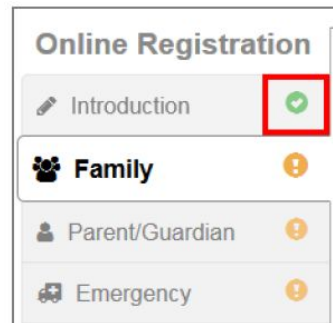 Online Registration
Introduction
Family
Parent/Guardian
Emergency